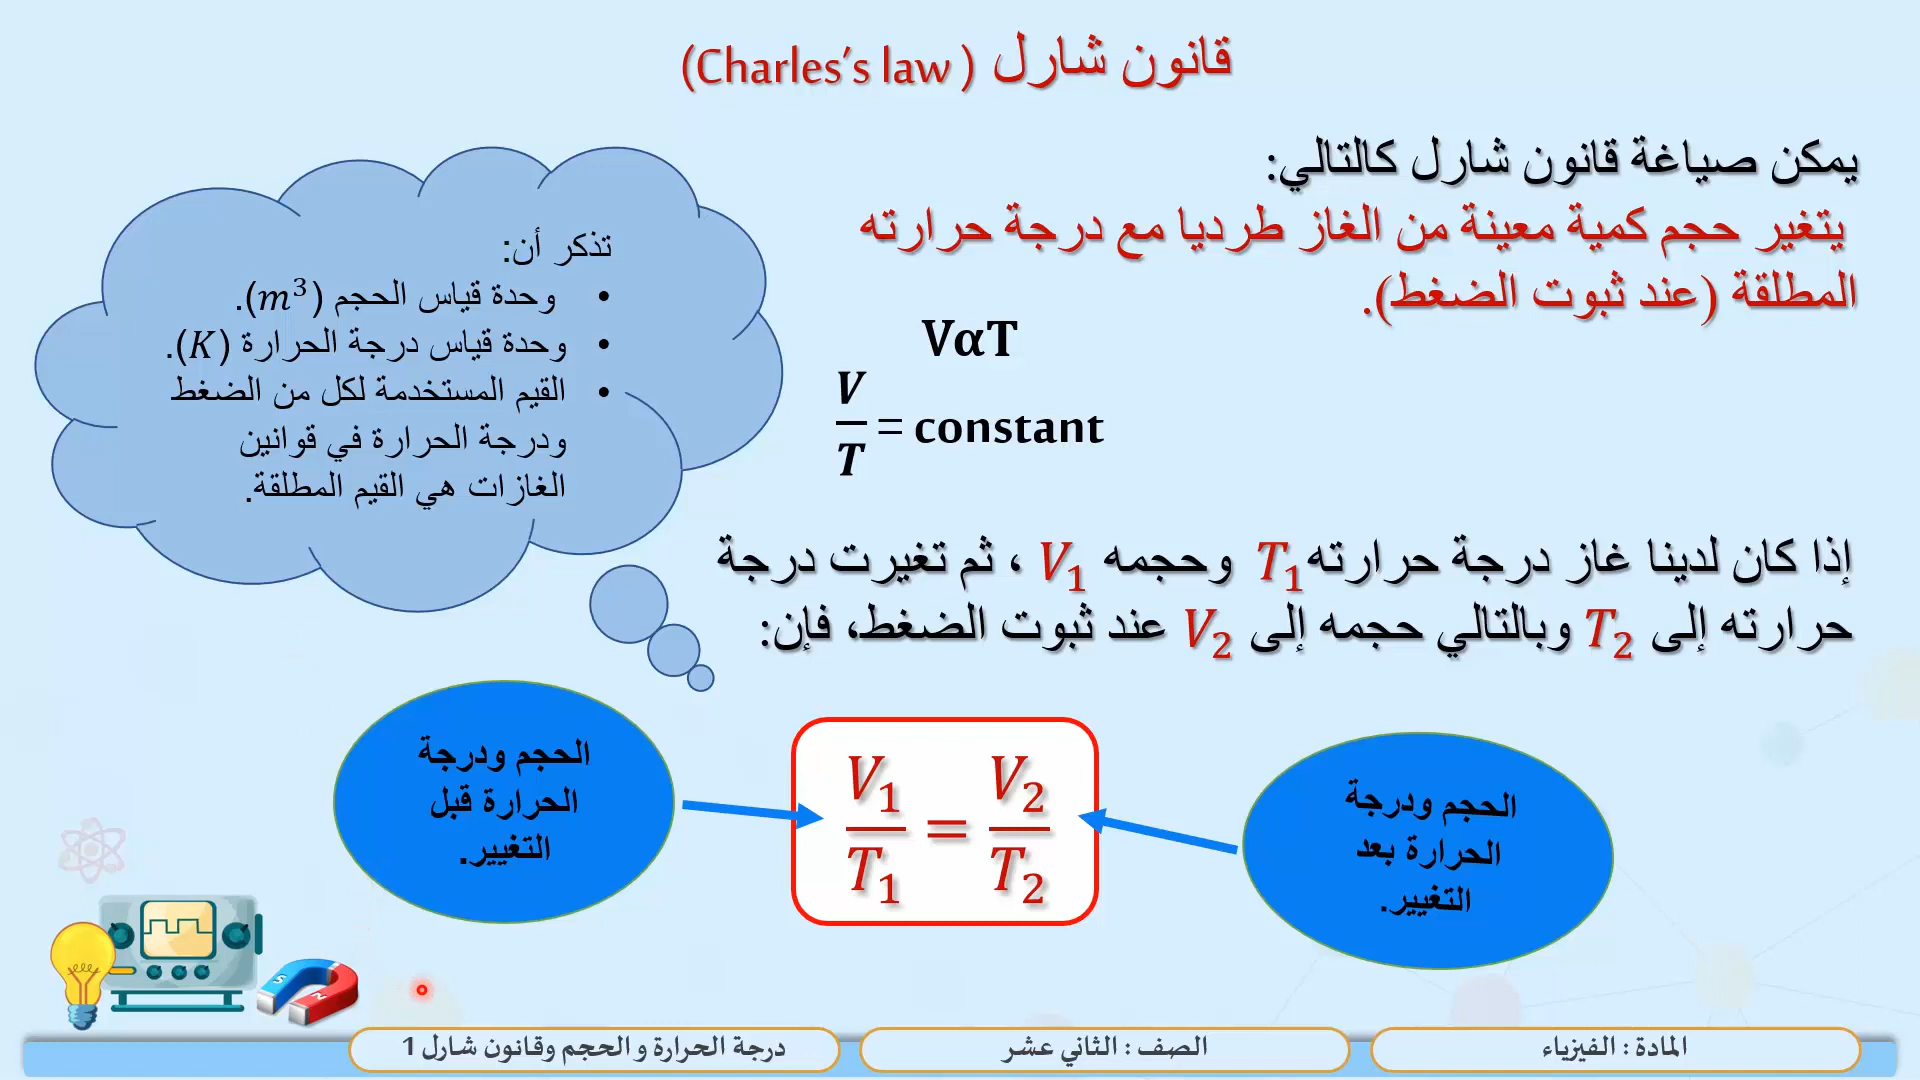 قانون شارل (Charles's law)
يمكن صياغة قانون شارل كالتالي:
يتغير حجم كمية معينة من الغاز طرديا مع درجة حرارته
المطلقة (عند ثبوت الضغط).
VαT
V/T = constant
تذكر أن:
• وحدة قياس الحجم (m³).
• وحدة قياس درجة الحرارة (K).
• القيم المستخدمة لكل من الضغط
ودرجة الحرارة في قوانين
الغازات هي القيم المطلقة.
إذا كان لدينا غاز درجة حرارته T₁ وحجمه V₁ ، ثم تغيرت درجة
حرارته إلى T₂ وبالتالي حجمه إلى V₂ عند ثبوت الضغط، فإن:
الحجم ودرجة
الحرارة بعد
التغيير.
V₁/T₁ = V₂/T₂
الحجم ودرجة
الحرارة قبل
التغيير.
S
N
المادة : الفيزياء
الصف : الثاني عشر
درجة الحرارة و الحجم وقانون شارل 1